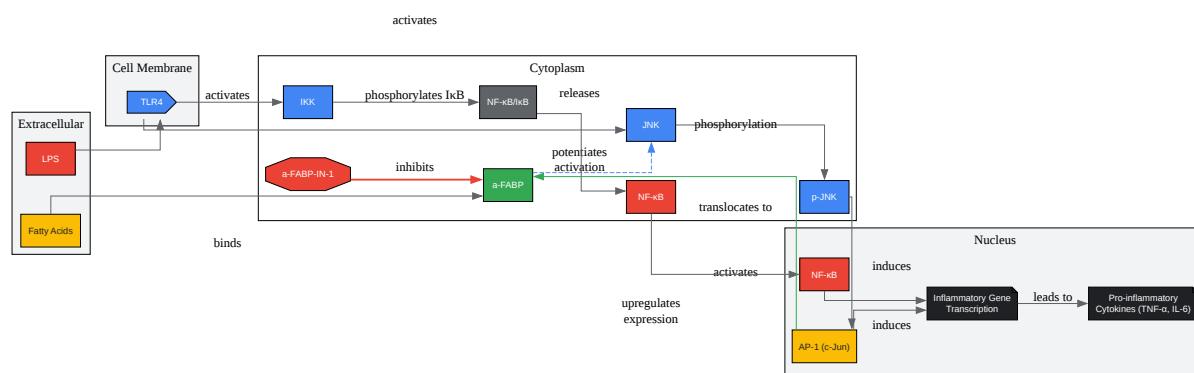 activates
Cell Membrane
Cytoplasm
TLR4
activates
IKK
phosphorylates IκB
NF-κB/IκB
releases
Extracellular
JNK
phosphorylation
LPS
potentiates
activation
a-FABP-IN-1
inhibits
a-FABP
NF-κB
p-JNK
translocates to
Fatty Acids
binds
Nucleus
activates
NF-κB
induces
Inflammatory Gene
Transcription
leads to
Pro-inflammatory
Cytokines (TNF-α, IL-6)
upregulates
expression
induces
AP-1 (c-Jun)